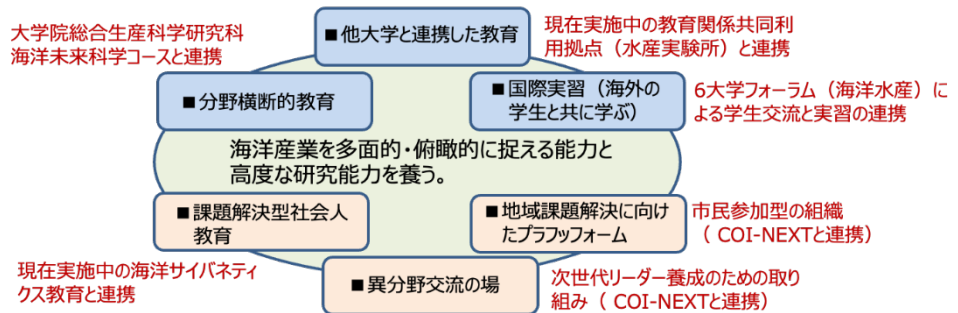 大学院総合生産科学研究科
海洋未来科学コースと連携
■他大学と連携した教育
現在実施中の教育関係共同利
用拠点（水産実験所）と連携
■分野横断的教育
■国際実習（海外の
学生と共に学ぶ）
6大学フォーラム（海洋水産）に
よる学生交流と実習の連携
海洋産業を多面的・俯瞰的に捉える能力と
高度な研究能力を養う。
■課題解決型社会人
教育
■地域課題解決に向け
たプラフッフォーム
市民参加型の組織
（ COI-NEXTと連携）
現在実施中の海洋サイバネティ
クス教育と連携
■異分野交流の場
次世代リーダー養成のための取り
組み（ COI-NEXTと連携）